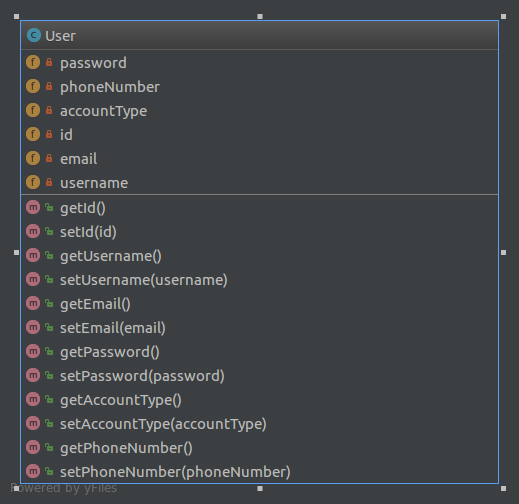 User
password
phoneNumber
accountType
id
email
username
getId()
setId(id)
getUsername()
setUsername(username)
getEmail()
setEmail(email)
getPassword()
setPassword(password)
getAccountType()
setAccountType(accountType)
getPhoneNumber()
setPhoneNumber(phoneNumber)
Powered by yFiles